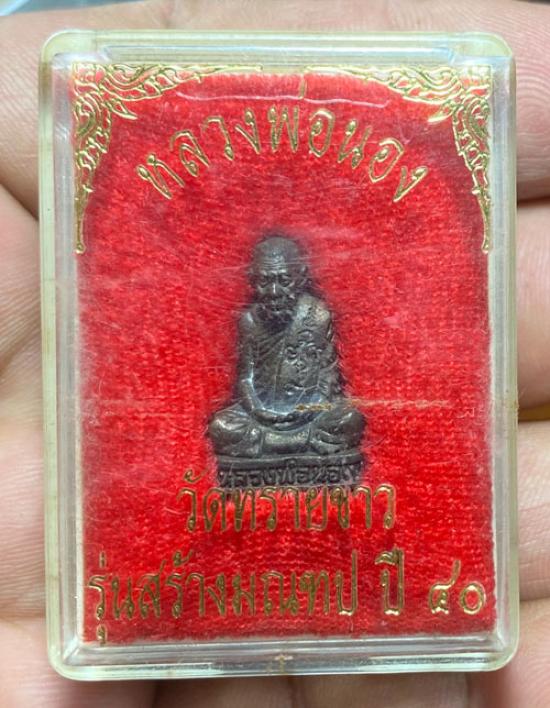 หลวงพ่อนอง
หลวงพ่อนอง
วัดทรายขาว
รุ่นสร้างมณฑป ปี ๔๐